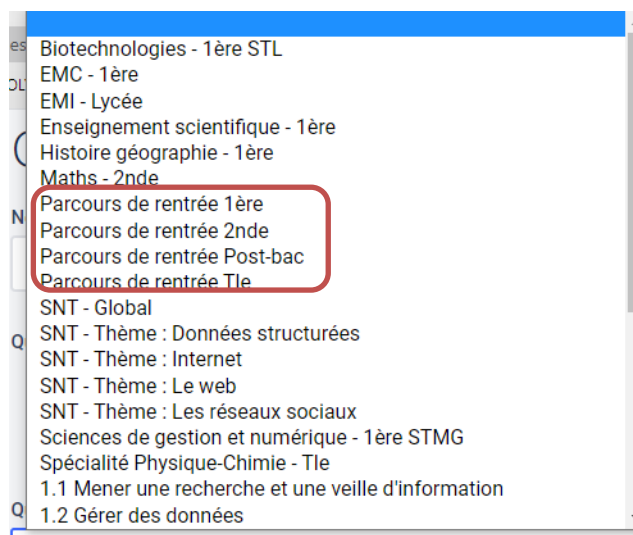 Biotechnologies - 1ère STL
EMC - 1ère
EMI - Lycée
Enseignement scientifique - 1ère
Histoire géographie - 1ère
Maths - 2nde
Parcours de rentrée 1ère
Parcours de rentrée 2nde
Parcours de rentrée Post-bac
Parcours de rentrée Tle
SNT - Global
SNT - Thème : Données structurées
SNT - Thème : Internet
SNT - Thème : Le web
SNT - Thème : Les réseaux sociaux
Sciences de gestion et numérique - 1ère STMG
Spécialité Physique-Chimie - Tle
1.1 Mener une recherche et une veille d'information
1.2 Gérer des données